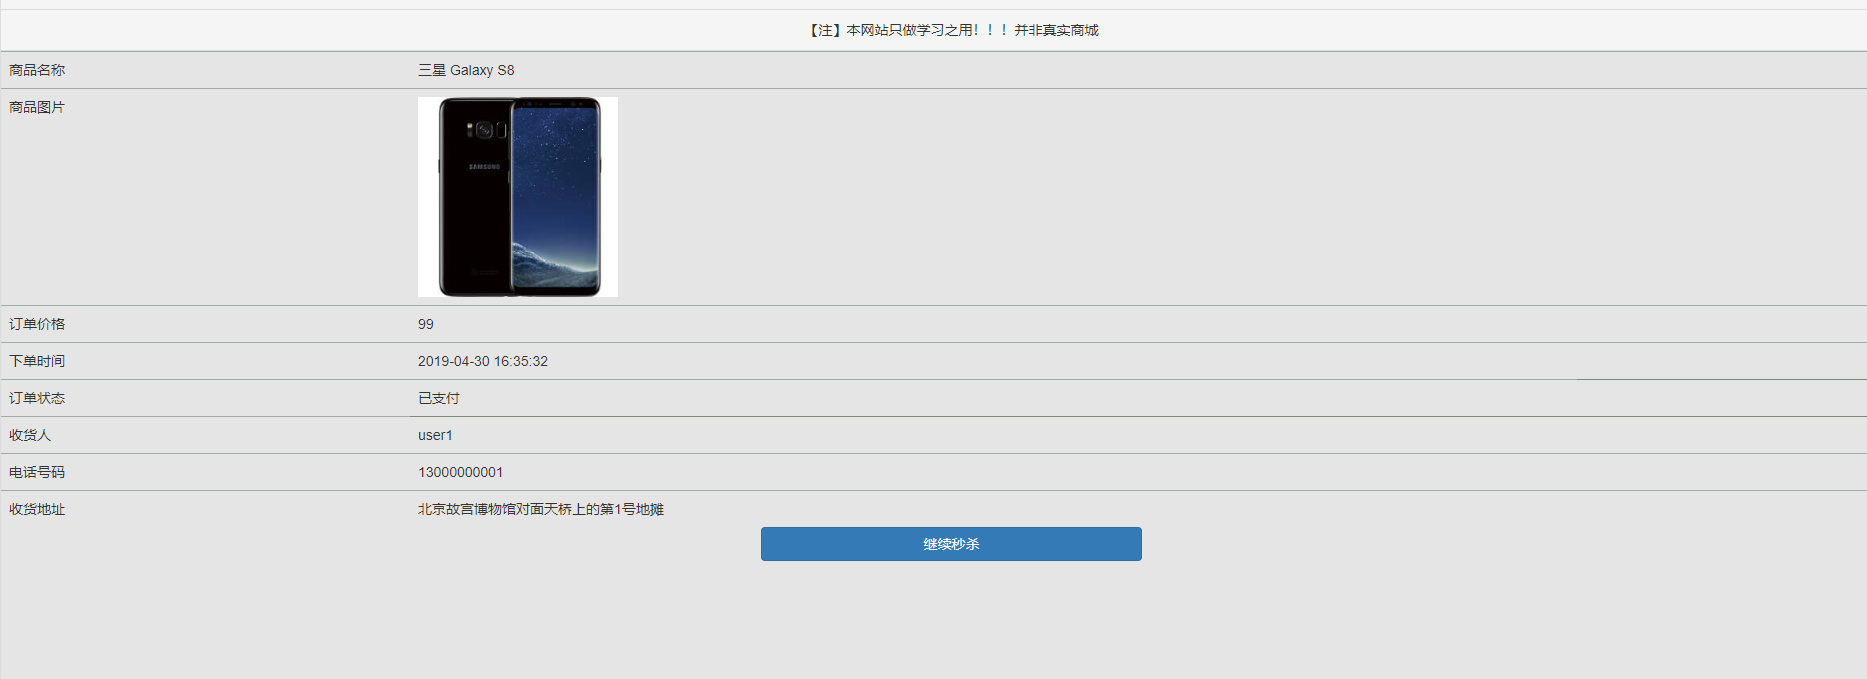 【注】本网站只做学习之用！！！并非真实商城
商品名称 三星 Galaxy S8
商品图片
SAMSUNG
订单价格 99
下单时间 2019-04-30 16:35:32
订单状态 已支付
收货人 user1
电话号码 13000000001
收货地址 北京故宫博物馆对面天桥上的第1号地摊
继续秒杀